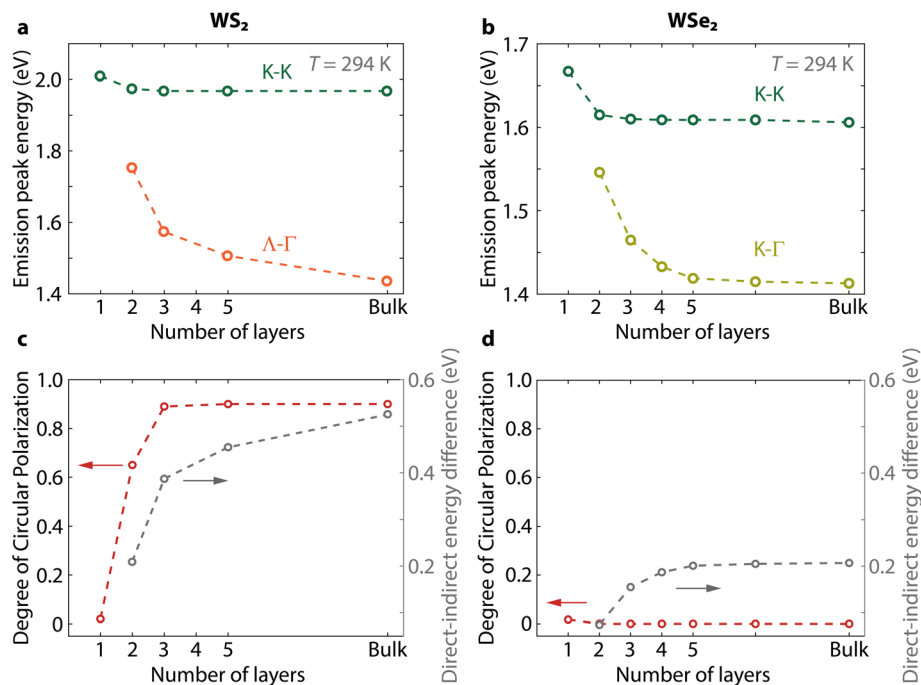 WS₂
WSe₂
a
T = 294 K
K-K
Λ-Γ
Emission peak energy (eV)
2.0
1.8
1.6
1.4
1 2 3 4 5 Bulk
Number of layers
b
T = 294 K
K-K
K-Γ
Emission peak energy (eV)
1.7
1.6
1.5
1.4
1 2 3 4 5 Bulk
Number of layers
c
Degree of Circular Polarization
1.0
0.8
0.6
0.4
0.2
0
0.6
0.4
0.2
Direct-indirect energy difference (eV)
1 2 3 4 5 Bulk
Number of layers
d
Degree of Circular Polarization
1.0
0.8
0.6
0.4
0.2
0
0.6
0.4
0.2
Direct-indirect energy difference (eV)
1 2 3 4 5 Bulk
Number of layers